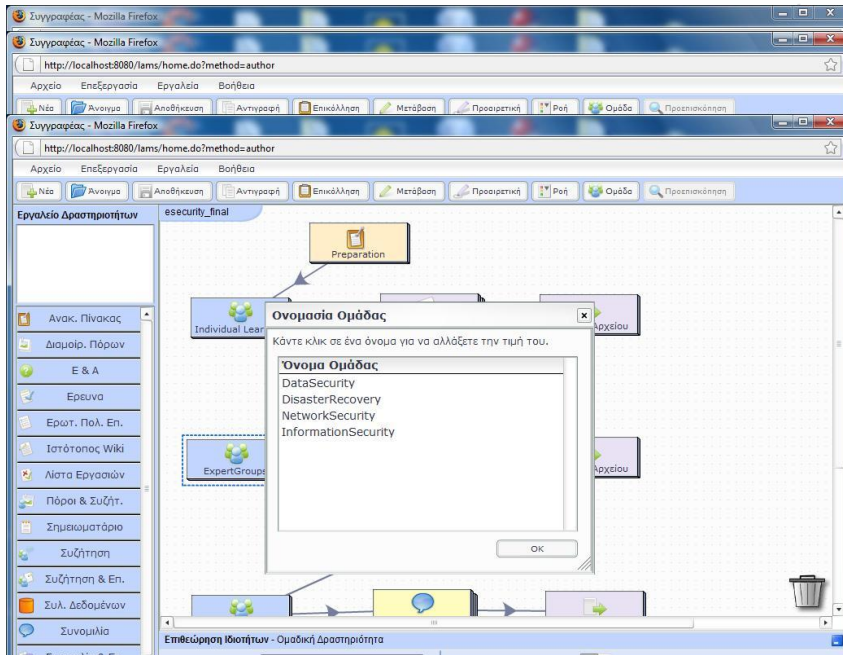 Συγγραφέας - Mozilla Firefox
Συγγραφέας - Mozilla Firefox
http://localhost:8080/lams/home.do?method=author
Αρχείο Επεξεργασία Εργαλεία Βοήθεια
Νέα Άνοιγμα Αποθήκευση Αντιγραφή Επικόλληση Μετάβαση Προαιρετική Ροή Ομάδα Προεπισκόπηση
Συγγραφέας - Mozilla Firefox
http://localhost:8080/lams/home.do?method=author
Αρχείο Επεξεργασία Εργαλεία Βοήθεια
Νέα Άνοιγμα Αποθήκευση Αντιγραφή Επικόλληση Μετάβαση Προαιρετική Ροή Ομάδα Προεπισκόπηση
Εργαλείο Δραστηριοτήτων
esecurity_final
Preparation
Individual Lear
Αρχείου
Ονομασία Ομάδας
Κάντε κλικ σε ένα όνομα για να αλλάξετε την τιμή του.
Όνομα Ομάδας
DataSecurity
DisasterRecovery
NetworkSecurity
InformationSecurity
OK
ExpertGroups
Αρχείου
Ανακ. Πίνακας
Διαμοίρ. Πόρων
Ε & Α
Ερευνα
Ερωτ. Πολ. Επ.
Ιστότοπος Wiki
Λίστα Εργασιών
Πόροι & Συζήτ.
Σημειωματάριο
Συζήτηση
Συζήτηση & Επ.
Συλ. Δεδομένων
Συνομιλία
Επιθεώρηση Ιδιοτήτων - Ομαδική Δραστηριότητα